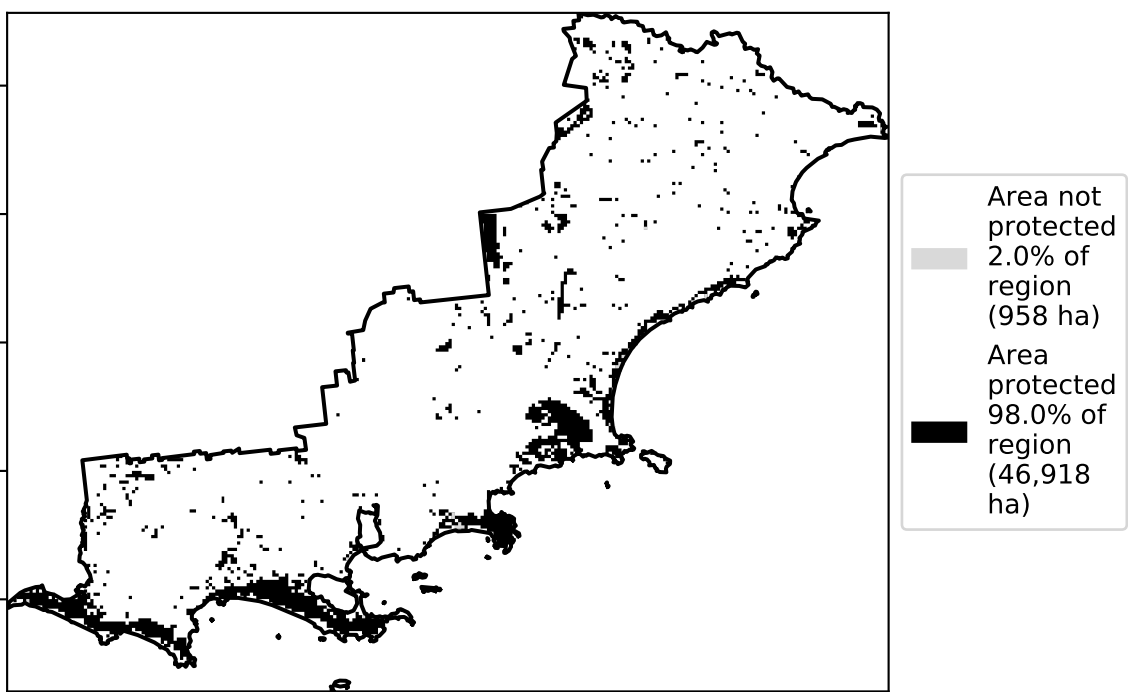 Area not
protected
2.0% of
region
(958 ha)
Area
protected
98.0% of
region
(46,918
ha)